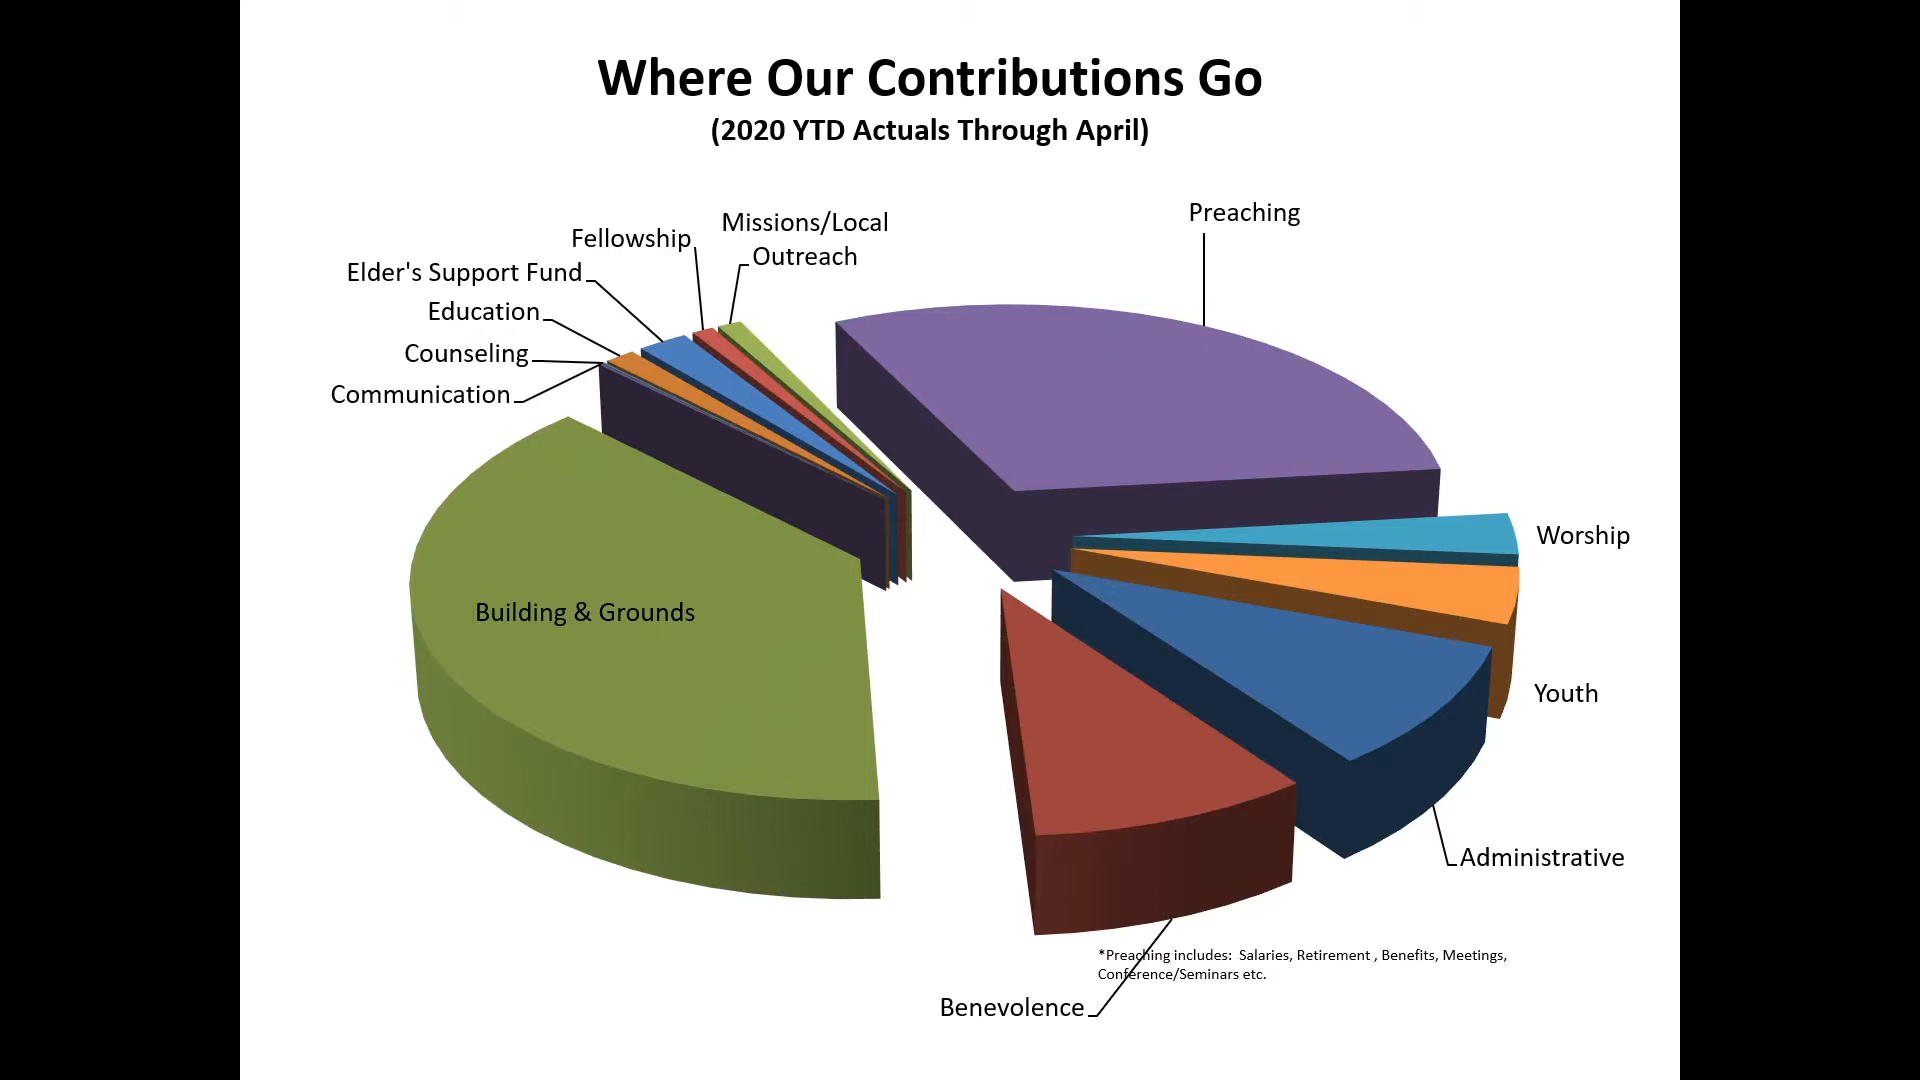 Where Our Contributions Go
(2020 YTD Actuals Through April)
Preaching
Missions/Local
Outreach
Fellowship
Elder's Support Fund
Education
Counseling
Communication
Worship
Building & Grounds
Youth
Administrative
*Preaching includes:  Salaries, Retirement , Benefits, Meetings,
Conference/Seminars etc.
Benevolence